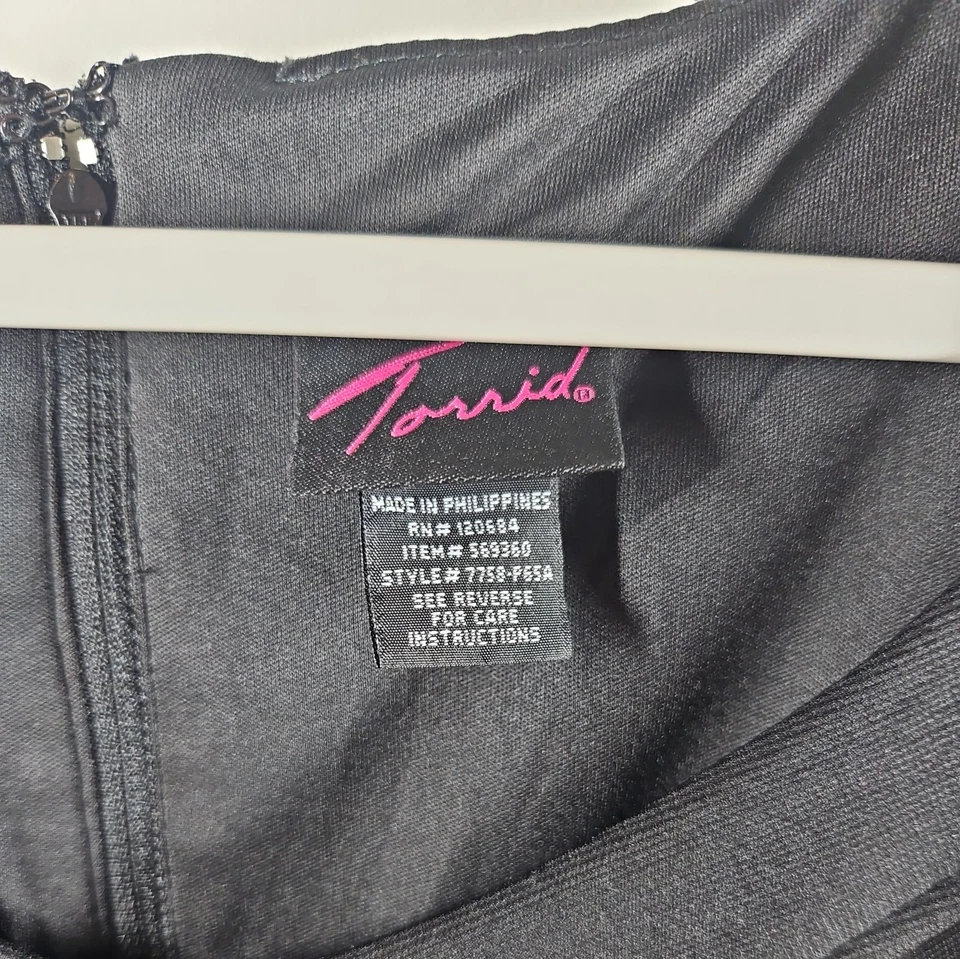 Torrid®
MADE IN PHILIPPINES
RN# 120684
ITEM# 569360
STYLE# 7758-P65A
SEE REVERSE
FOR CARE
INSTRUCTIONS